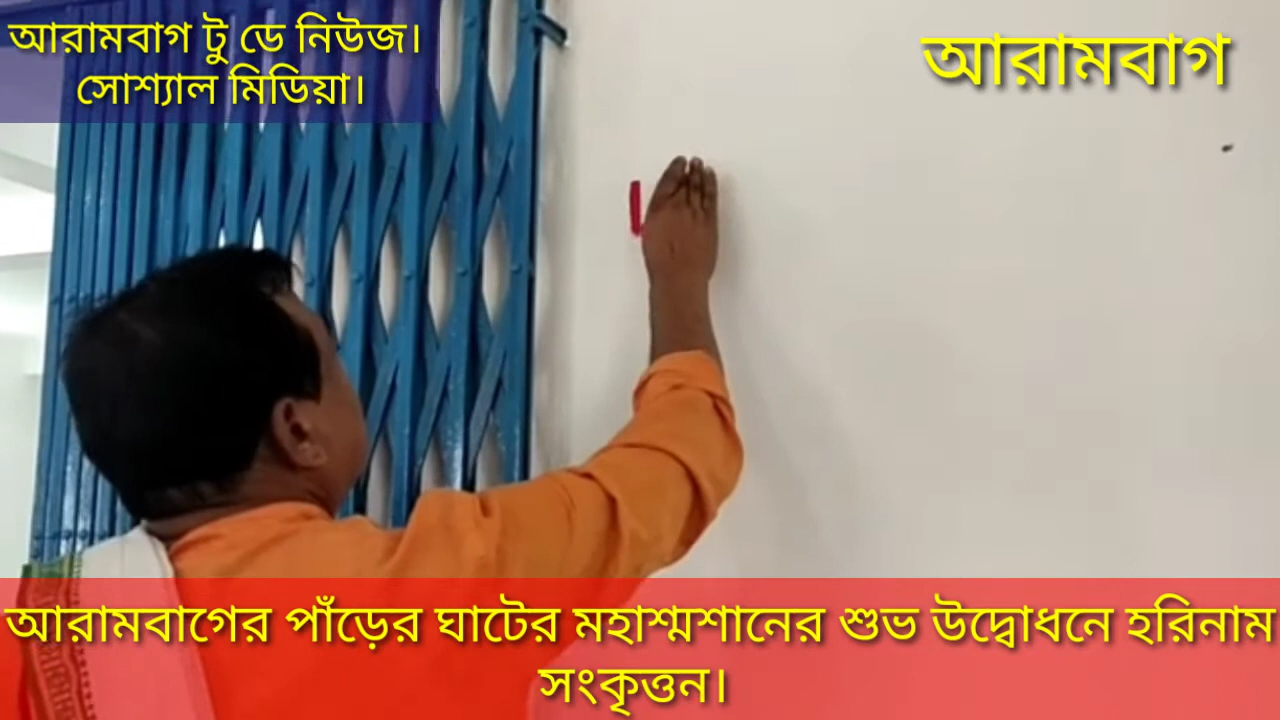 আরামবাগ টু ডে নিউজ।
সোশ্যাল মিডিয়া।
আরামবাগ
আরামবাগের পাঁড়ের ঘাটের মহাশ্মশানের শুভ উদ্বোধনে হরিনাম
সংকৃত্তন।